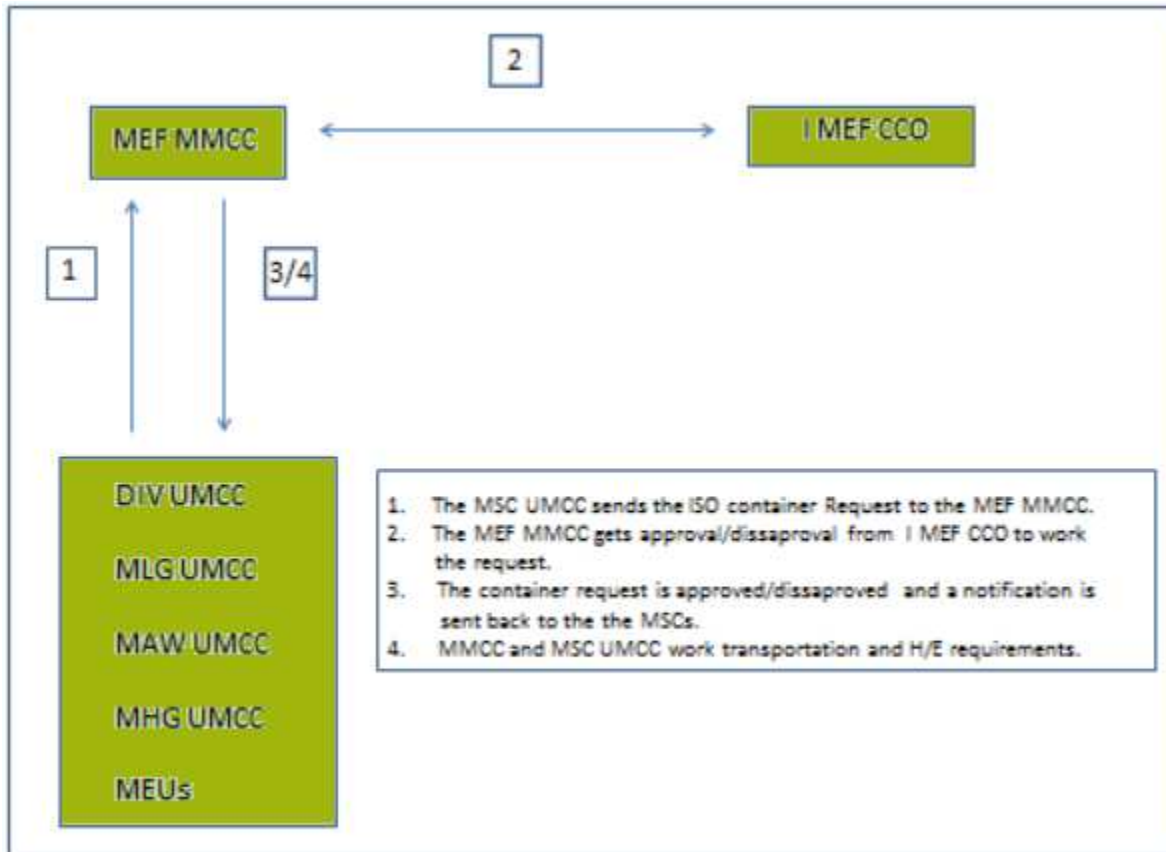 2
MEF MMCC
I MEF CCO
1
3/4
DIV UMCC
MLG UMCC
MAW UMCC
MHG UMCC
MEUs
1. The MSC UMCC sends the ISO container Request to the MEF MMCC.
2. The MEF MMCC gets approval/dissaproval from I MEF CCO to work
the request.
3. The container request is approved/dissaproved and a notification is
sent back to the the MSCs.
4. MMCC and MSC UMCC work transportation and H/E requirements.